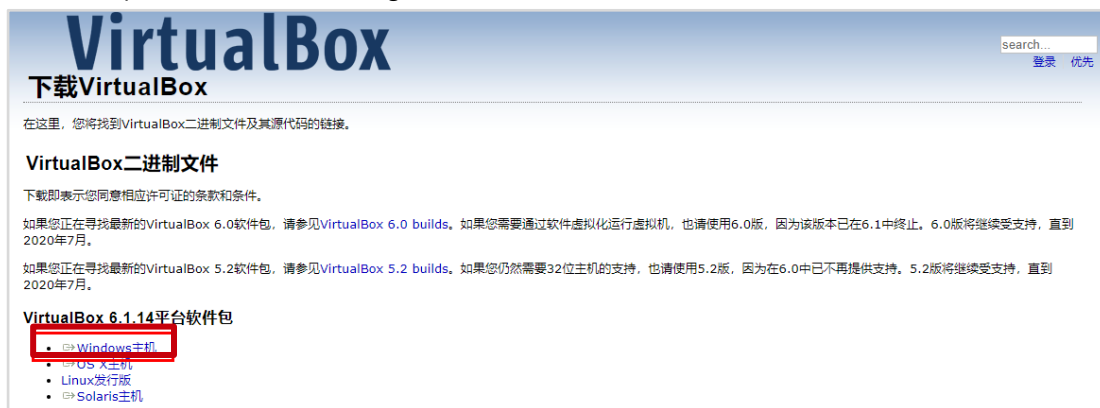 VirtualBox
search...
登录 优先
下载VirtualBox
在这里，您将找到VirtualBox二进制文件及其源代码的链接。
VirtualBox二进制文件
下载即表示您同意相应许可证的条款和条件。
如果您正在寻找最新的VirtualBox 6.0软件包，请参见VirtualBox 6.0 builds。如果您需要通过软件虚拟化运行虚拟机，也请使用6.0版，因为该版本已在6.1中终止。6.0版将继续受支持，直到
2020年7月。
如果您正在寻找最新的VirtualBox 5.2软件包，请参见VirtualBox 5.2 builds。如果您仍然需要32位主机的支持，也请使用5.2版，因为在6.0中已不再提供支持。5.2版将继续受支持，直到
2020年7月。
VirtualBox 6.1.14平台软件包
Windows主机
OS X主机
Linux发行版
Solaris主机